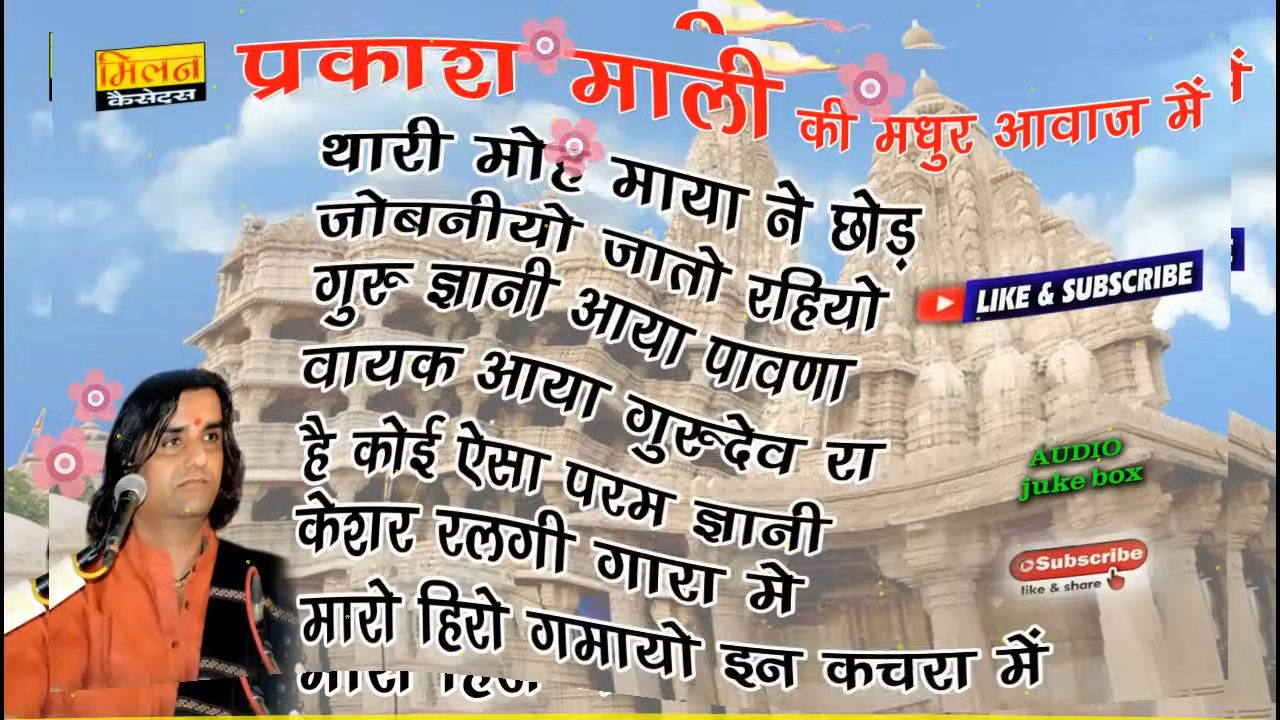 मिलन
कैसेट्स
प्रकाश माली की मधुर आवाज में
थारी मोह माया ने छोड़
जोबनीयो जातो रहियो
गुरू ज्ञानी आया पावणा
LIKE & SUBSCRIBE
वायक आया गुरूदेव रा
है कोई ऐसा परम ज्ञानी
AUDIO
juke box
केशर रलगी गारा मे
Subscribe
like & share
मारो हिरो गमायो इन कचरा में